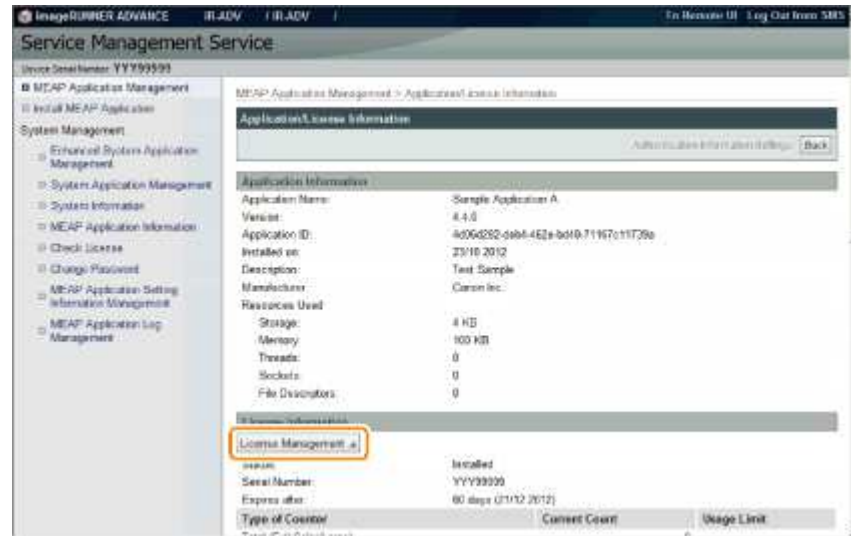 imageRUNNER ADVANCE iR-ADV / iR-ADV / To Remote UI Log Out from SMS
Service Management Service
Device Serial Number: YYY99999
MEAP Application Management
Install MEAP Application
System Management
Enhanced System Application
Management
System Application Management
System Information
MEAP Application Information
Check License
Change Password
MEAP Application Setting
Information Management
MEAP Application Log
Management
MEAP Application Management > Application/License Information
Application/License Information
Authentication Information Settings Back
Application Information
Application Name: Sample Application A
Version: 4.4.0
Application ID:
Installed on: 23/10 2012
Description: Test Sample
Manufacturer: Canon Inc.
Resources Used
Storage: 4 KB
Memory: 100 KB
Threads: 0
Sockets: 0
File Descriptors: 0
License Information
License Management
Status: Installed
Serial Number: YYY99999
Expires after: 60 days (21/12 2012)
Type of Counter Current Count Usage Limit